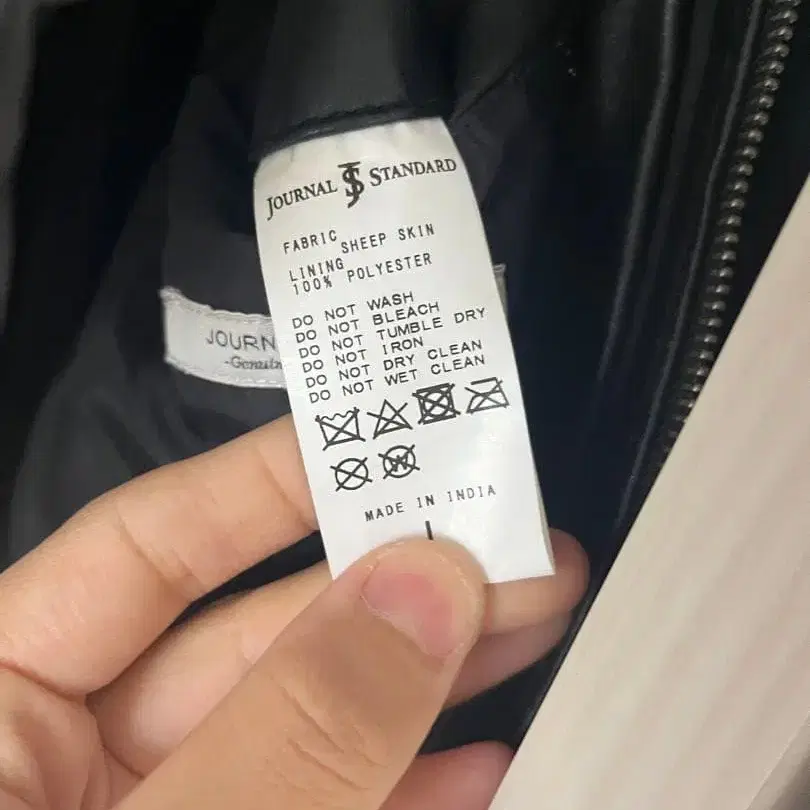 JOURNAL STANDARD
FABRIC SHEEP SKIN
LINING
100% POLYESTER
DO NOT WASH
DO NOT BLEACH
DO NOT TUMBLE DRY
DO NOT IRON
DO NOT DRY CLEAN
DO NOT WET CLEAN
W
MADE IN INDIA